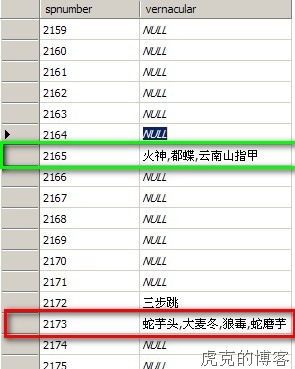 spnumber vernacular
2159 NULL
2160 NULL
2161 NULL
2162 NULL
2163 NULL
2164 NULL
2165 火神,都蝶,云南山指甲
2166 NULL
2167 NULL
2168 NULL
2169 NULL
2170 NULL
2171 NULL
2172 三步跳
2173 蛇芋头,大麦冬,狼毒,蛇磨芋
2174 NULL
2175 NULL
虎克的博客